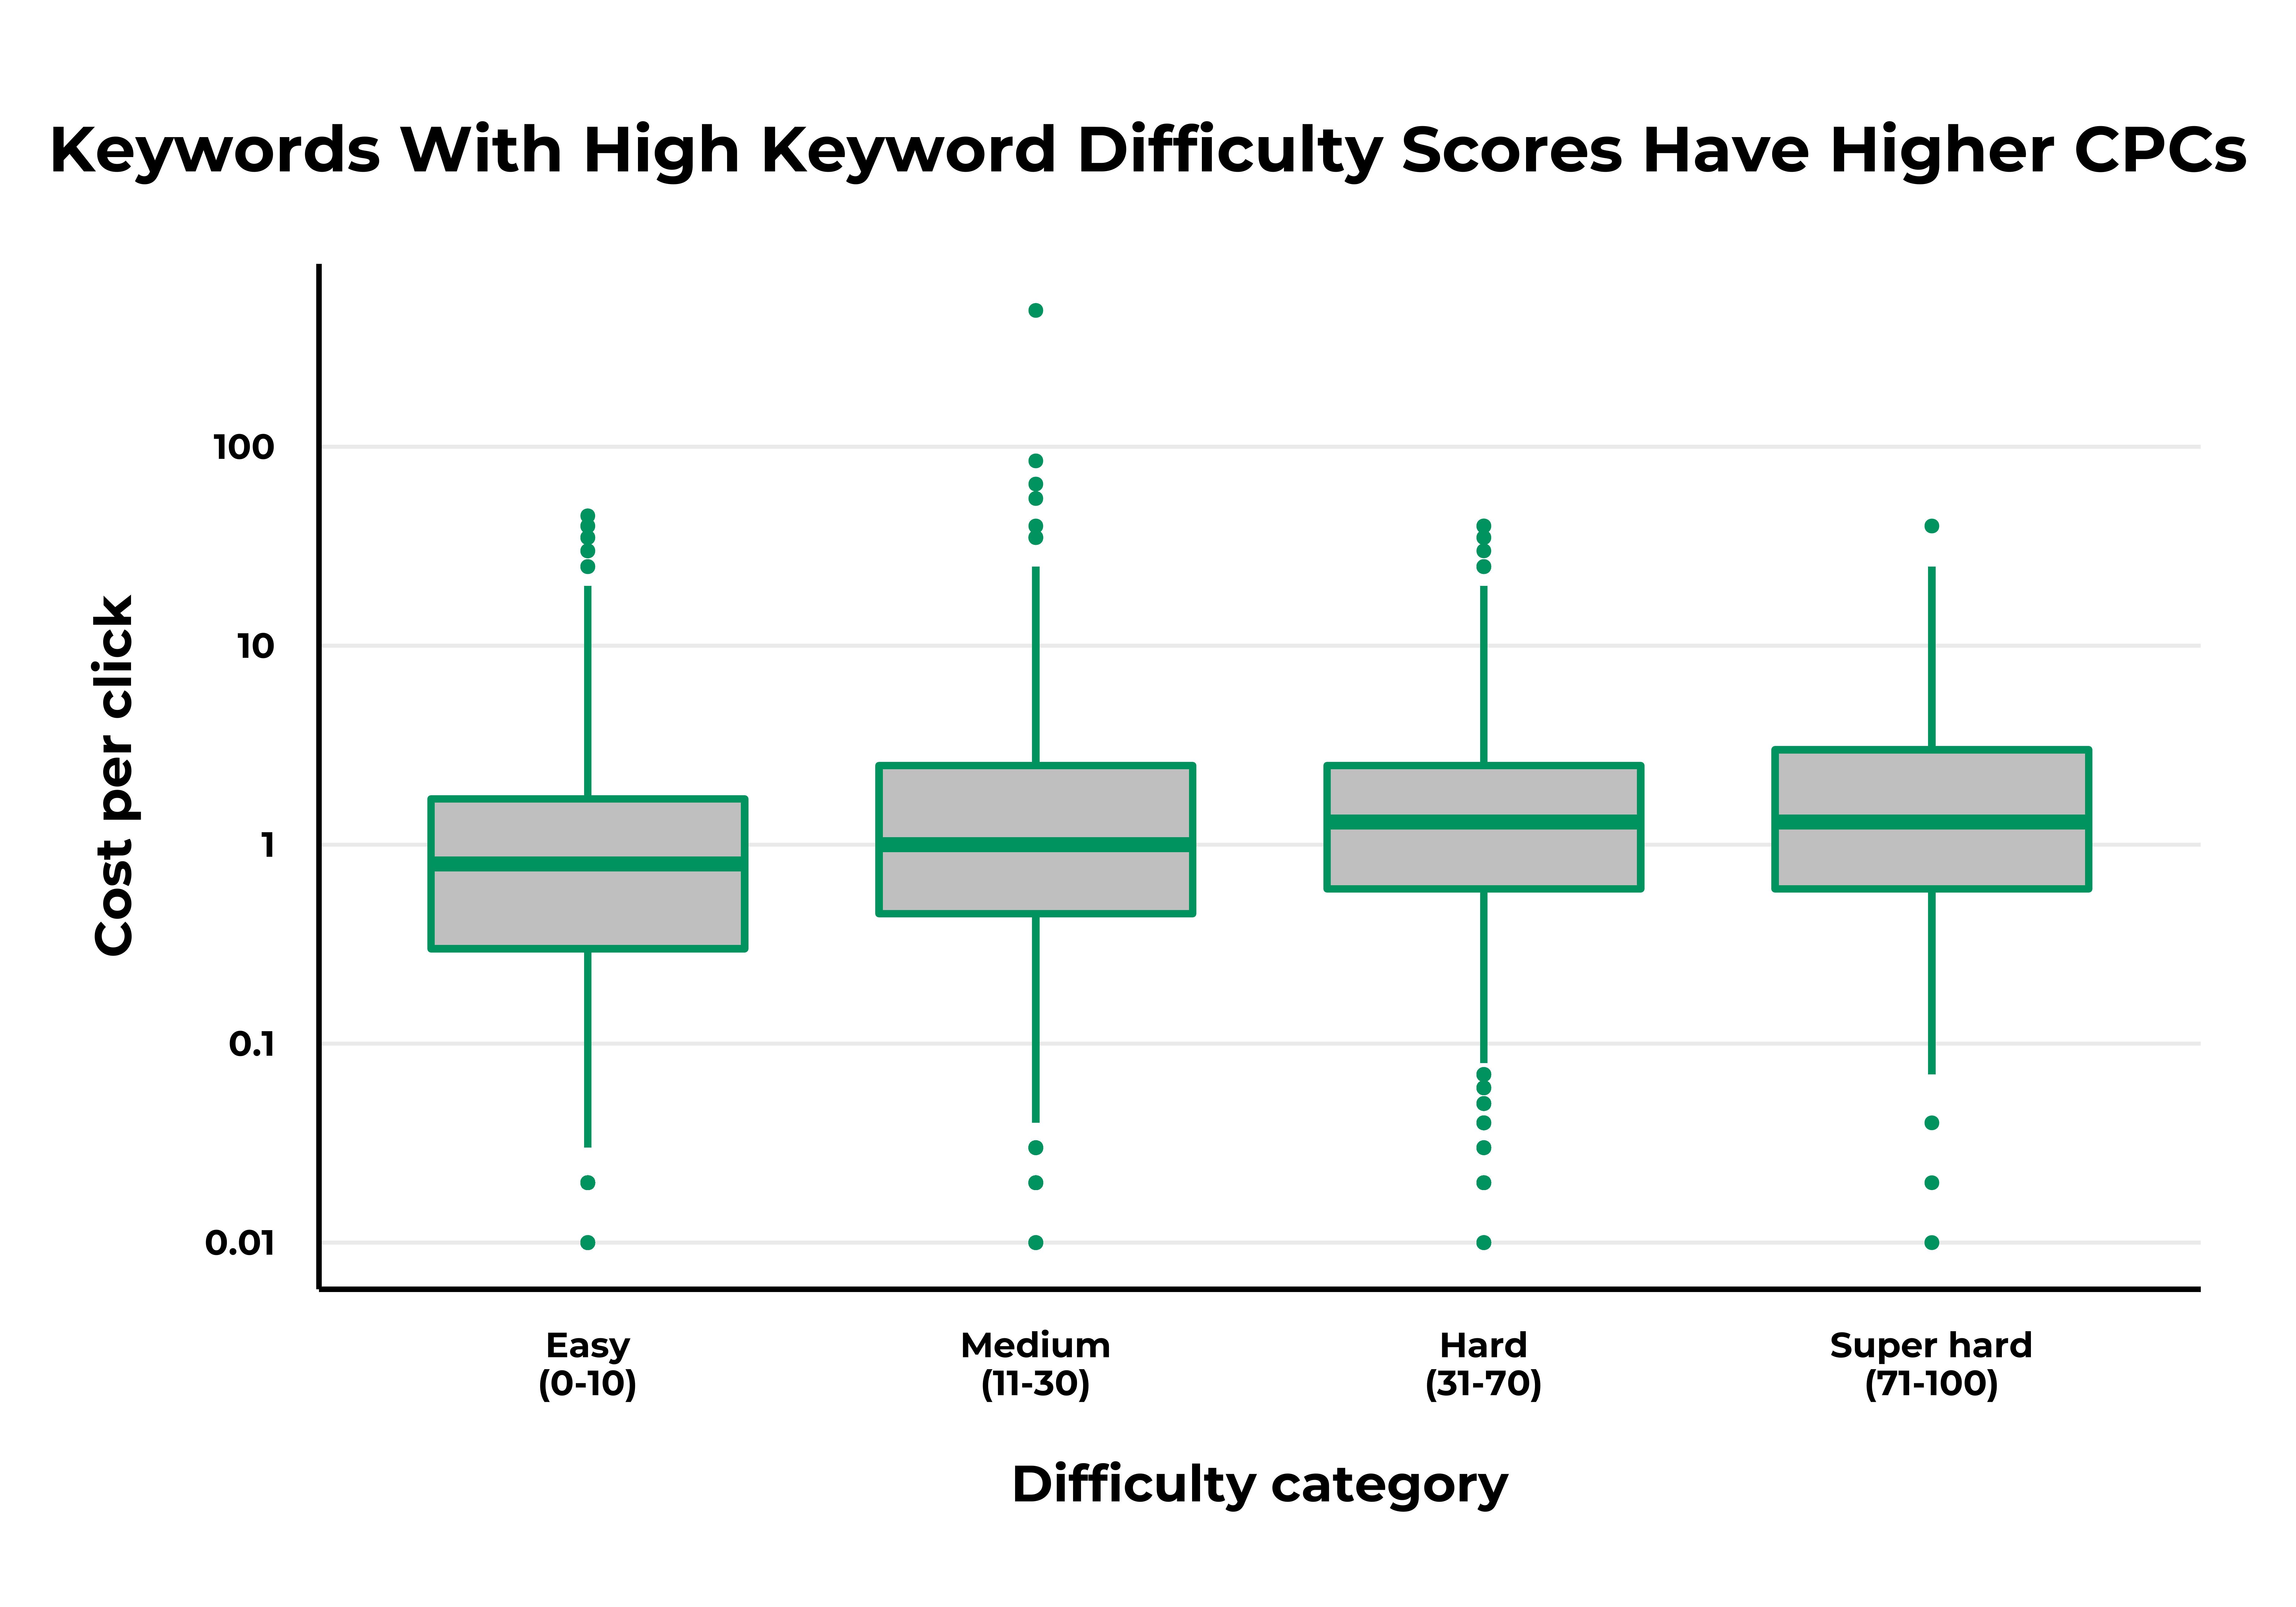 Keywords With High Keyword Difficulty Scores Have Higher CPCs
Cost per click
100
10
1
0.1
0.01
Easy
(0-10)
Medium
(11-30)
Hard
(31-70)
Super hard
(71-100)
Difficulty category